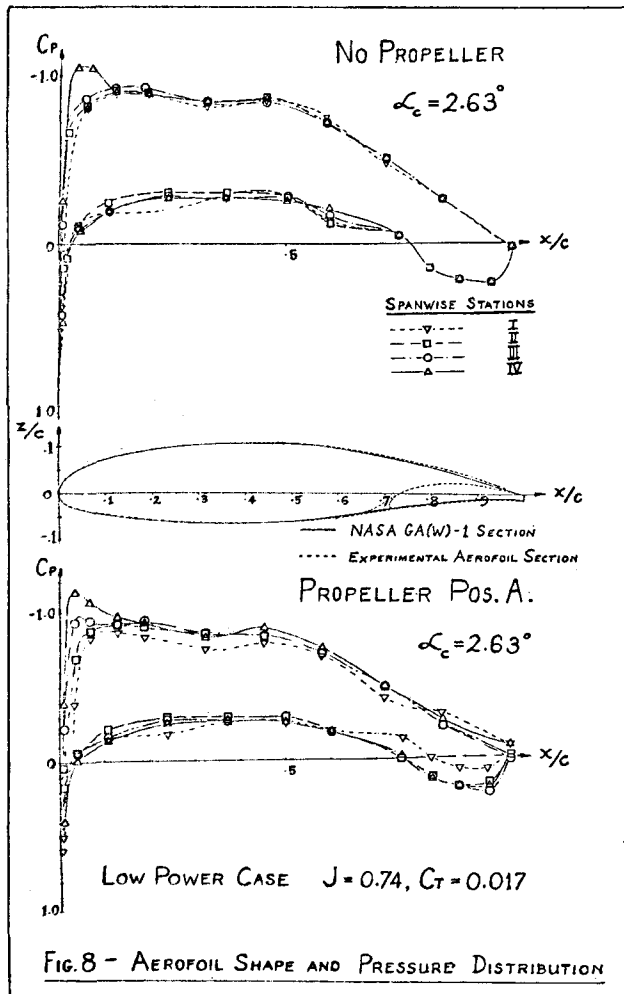 Cp
-1.0
NO PROPELLER
αc = 2.63°
0
.5
x/c
SPANWISE STATIONS
I
II
III
IV
1.0
z/c
.1
0
-.1
.1 .2 .3 .4 .5 .6 0.7 .8 .9
x/c
NASA GA(W)-1 SECTION
EXPERIMENTAL AEROFOIL SECTION
Cp
-1.0
PROPELLER POS. A.
αc = 2.63°
0
.5
x/c
LOW POWER CASE J = 0.74, CT = 0.017
1.0
FIG. 8 - AEROFOIL SHAPE AND PRESSURE DISTRIBUTION